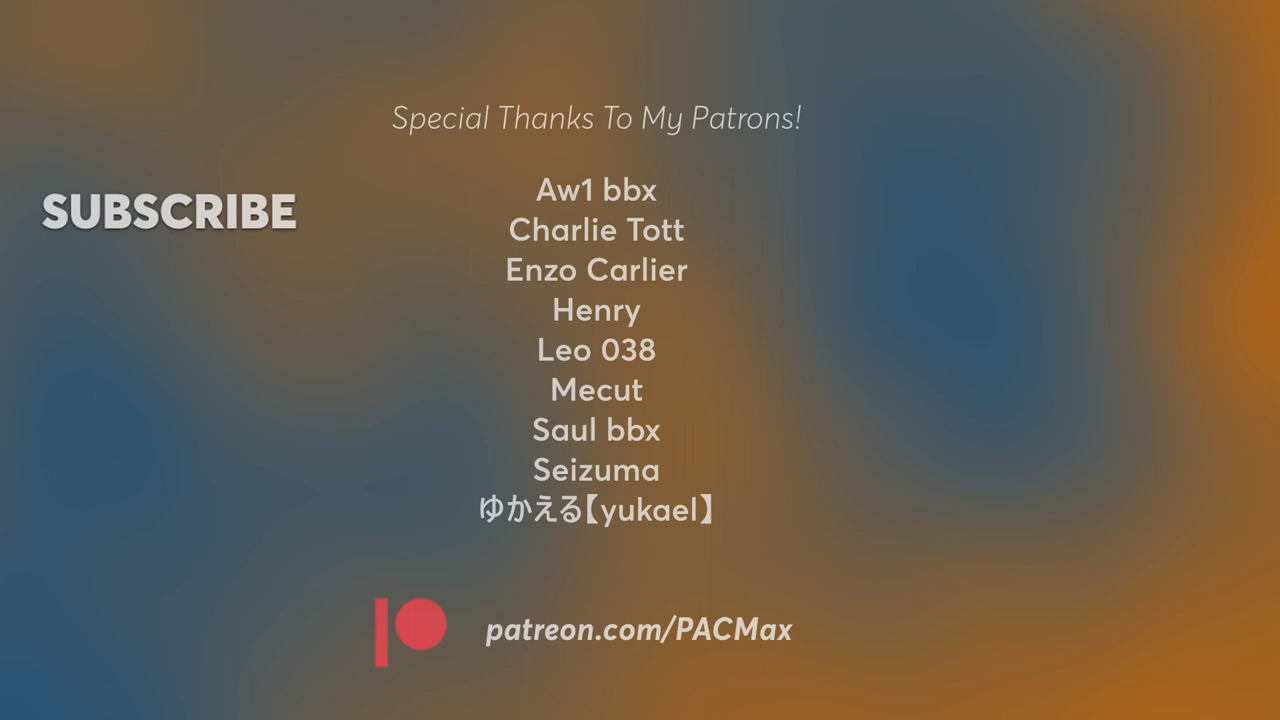 Special Thanks To My Patrons!
SUBSCRIBE
Aw1 bbx
Charlie Tott
Enzo Carlier
Henry
Leo 038
Mecut
Saul bbx
Seizuma
ゆかえる【yukael】
patreon.com/PACMax